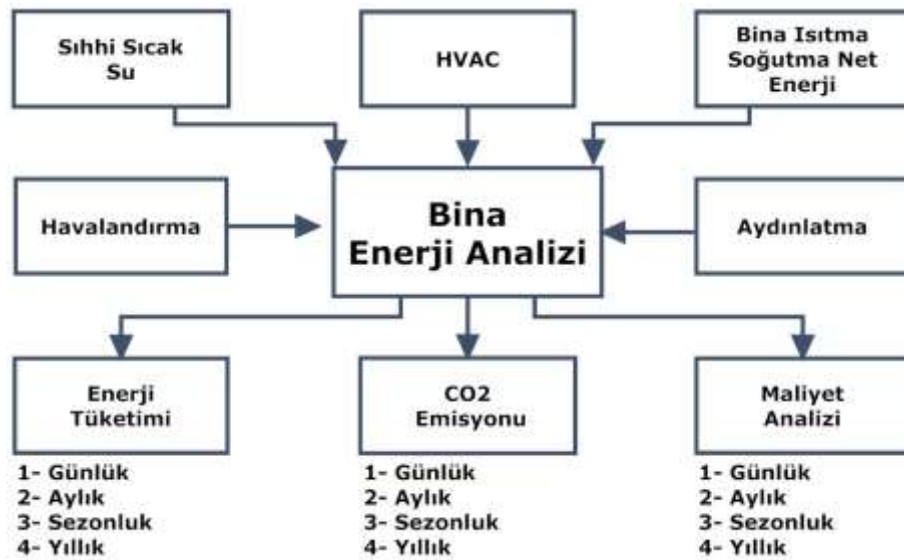 Sıhhi Sıcak
Su
HVAC
Bina Isıtma
Soğutma Net
Enerji
Havalandırma
Bina
Enerji Analizi
Aydınlatma
Enerji
Tüketimi
1- Günlük
2- Aylık
3- Sezonluk
4- Yıllık
CO2
Emisyonu
1- Günlük
2- Aylık
3- Sezonluk
4- Yıllık
Maliyet
Analizi
1- Günlük
2- Aylık
3- Sezonluk
4- Yıllık